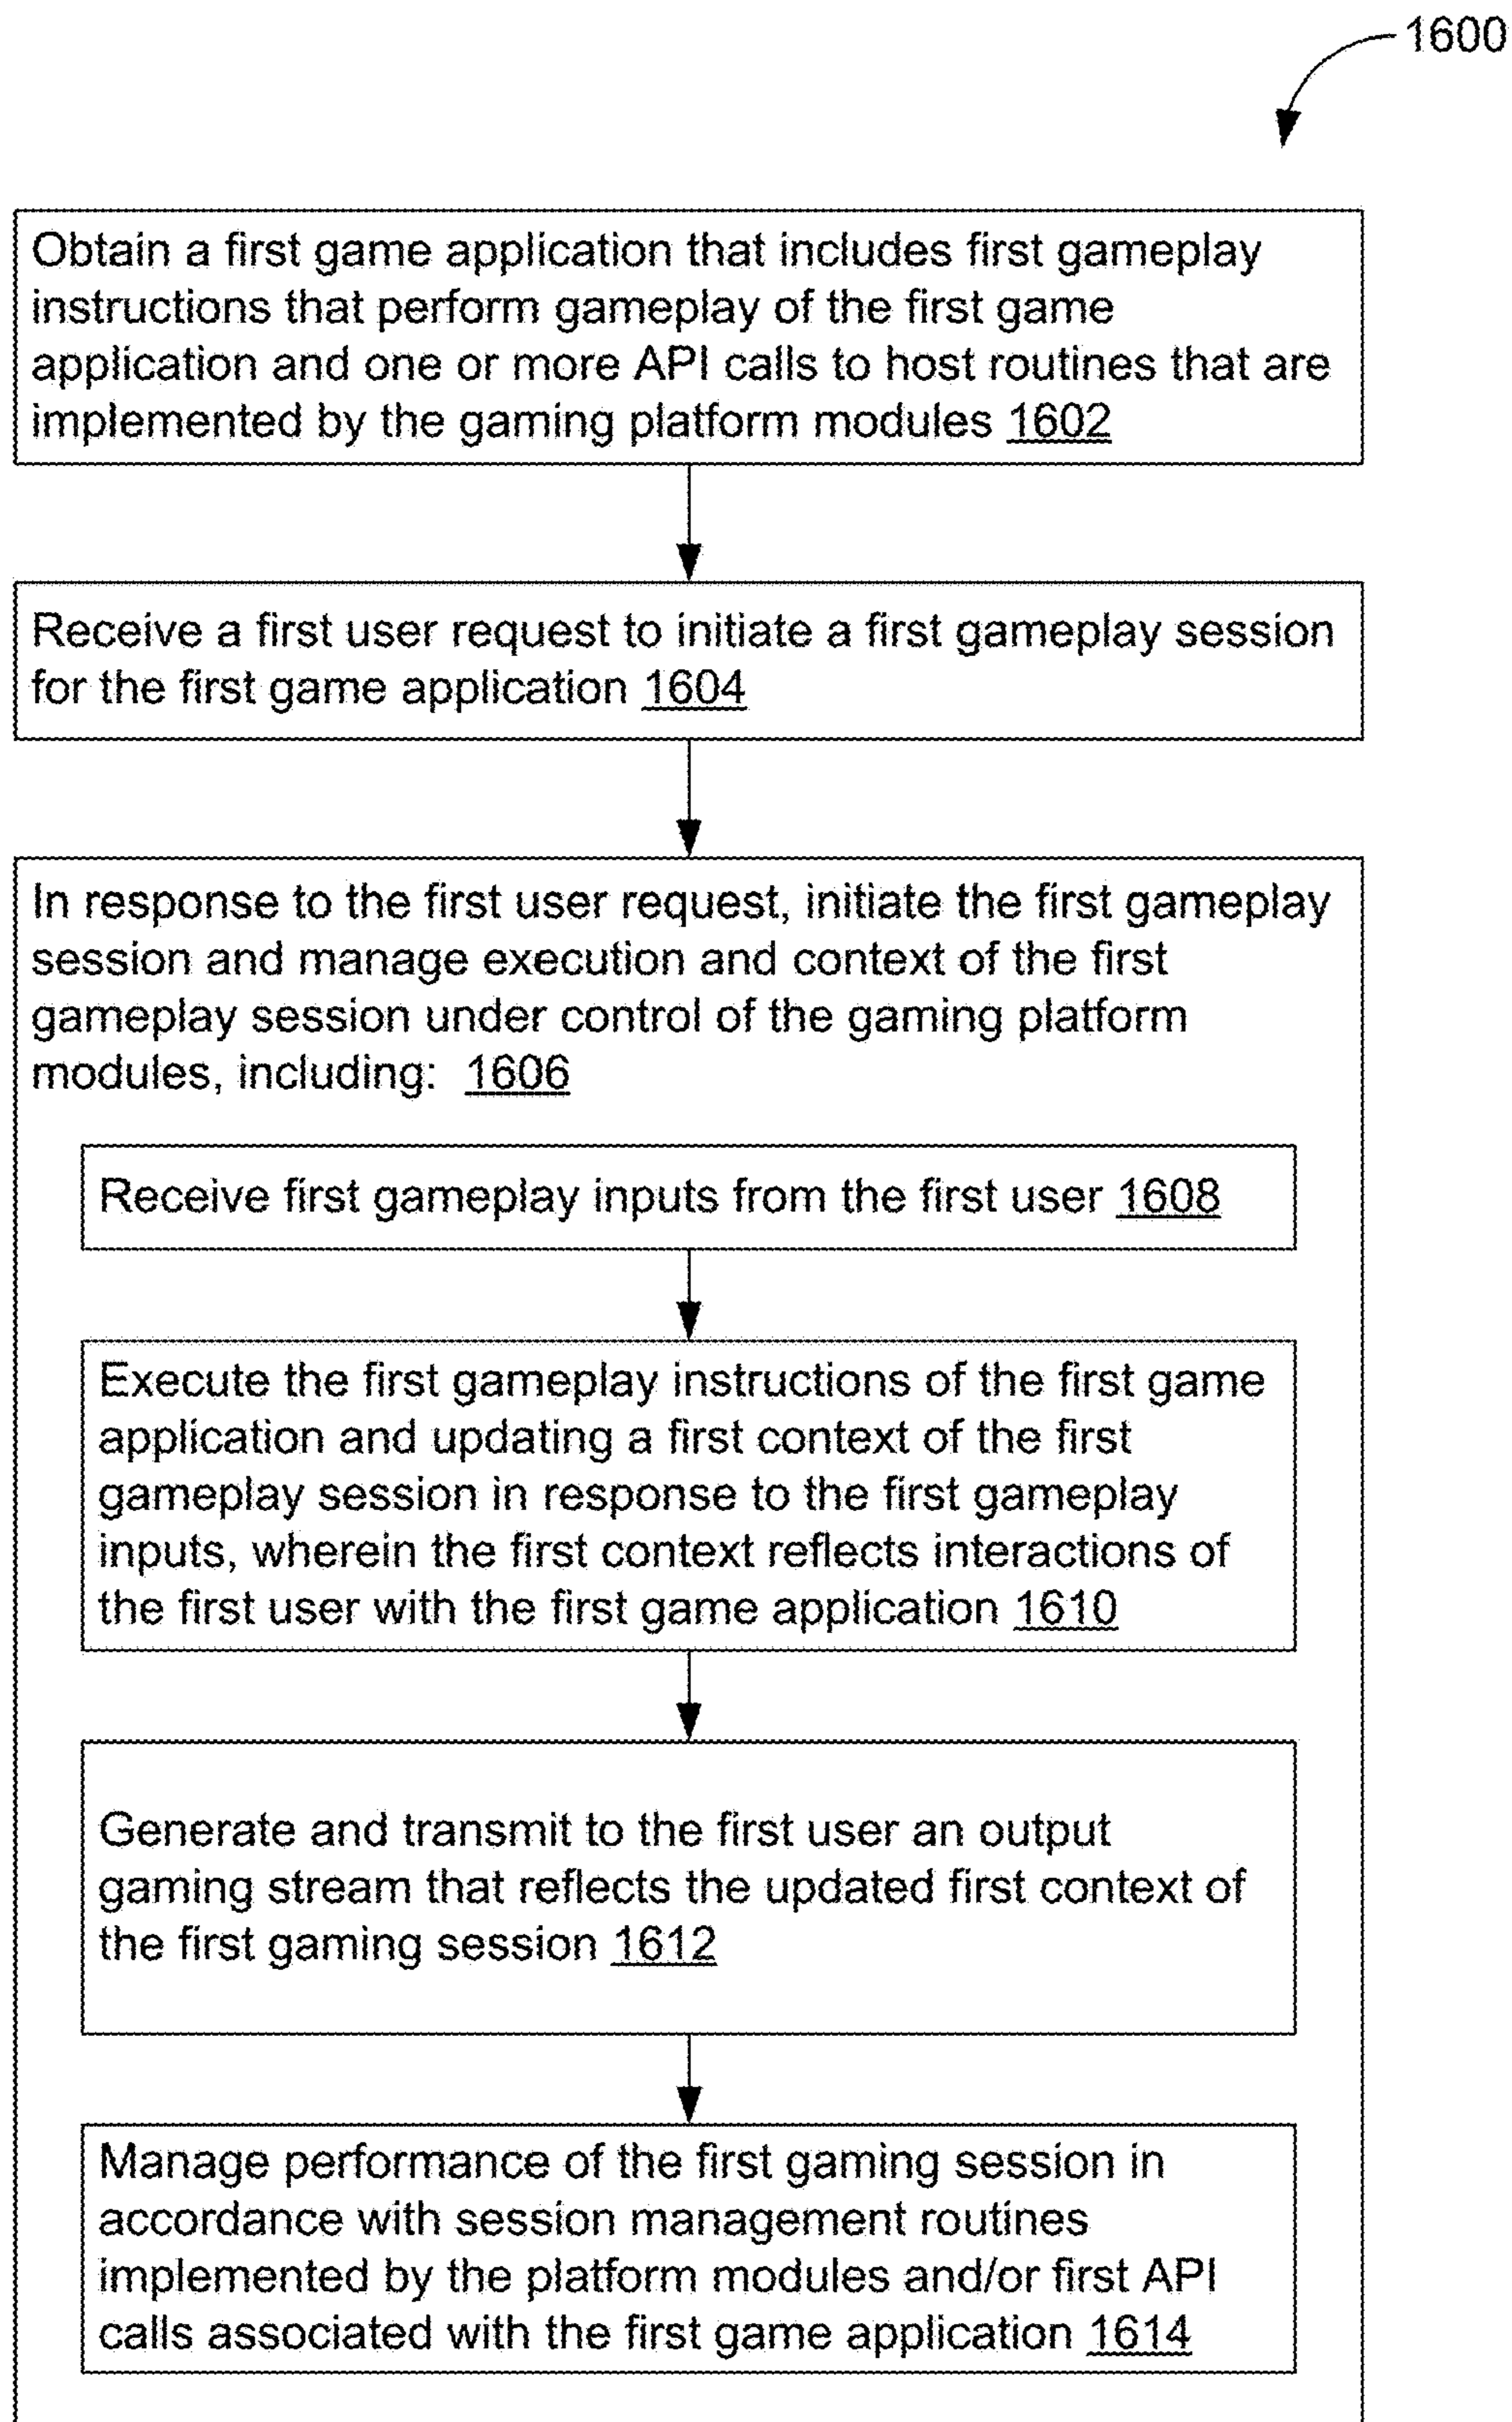 1600
Obtain a first game application that includes first gameplay
instructions that perform gameplay of the first game
application and one or more API calls to host routines that are
implemented by the gaming platform modules 1602
Receive a first user request to initiate a first gameplay session
for the first game application 1604
In response to the first user request, initiate the first gameplay
session and manage execution and context of the first
gameplay session under control of the gaming platform
modules, including: 1606
Receive first gameplay inputs from the first user 1608
Execute the first gameplay instructions of the first game
application and updating a first context of the first
gameplay session in response to the first gameplay
inputs, wherein the first context reflects interactions of
the first user with the first game application 1610
Generate and transmit to the first user an output
gaming stream that reflects the updated first context of
the first gaming session 1612
Manage performance of the first gaming session in
accordance with session management routines
implemented by the platform modules and/or first API
calls associated with the first game application 1614